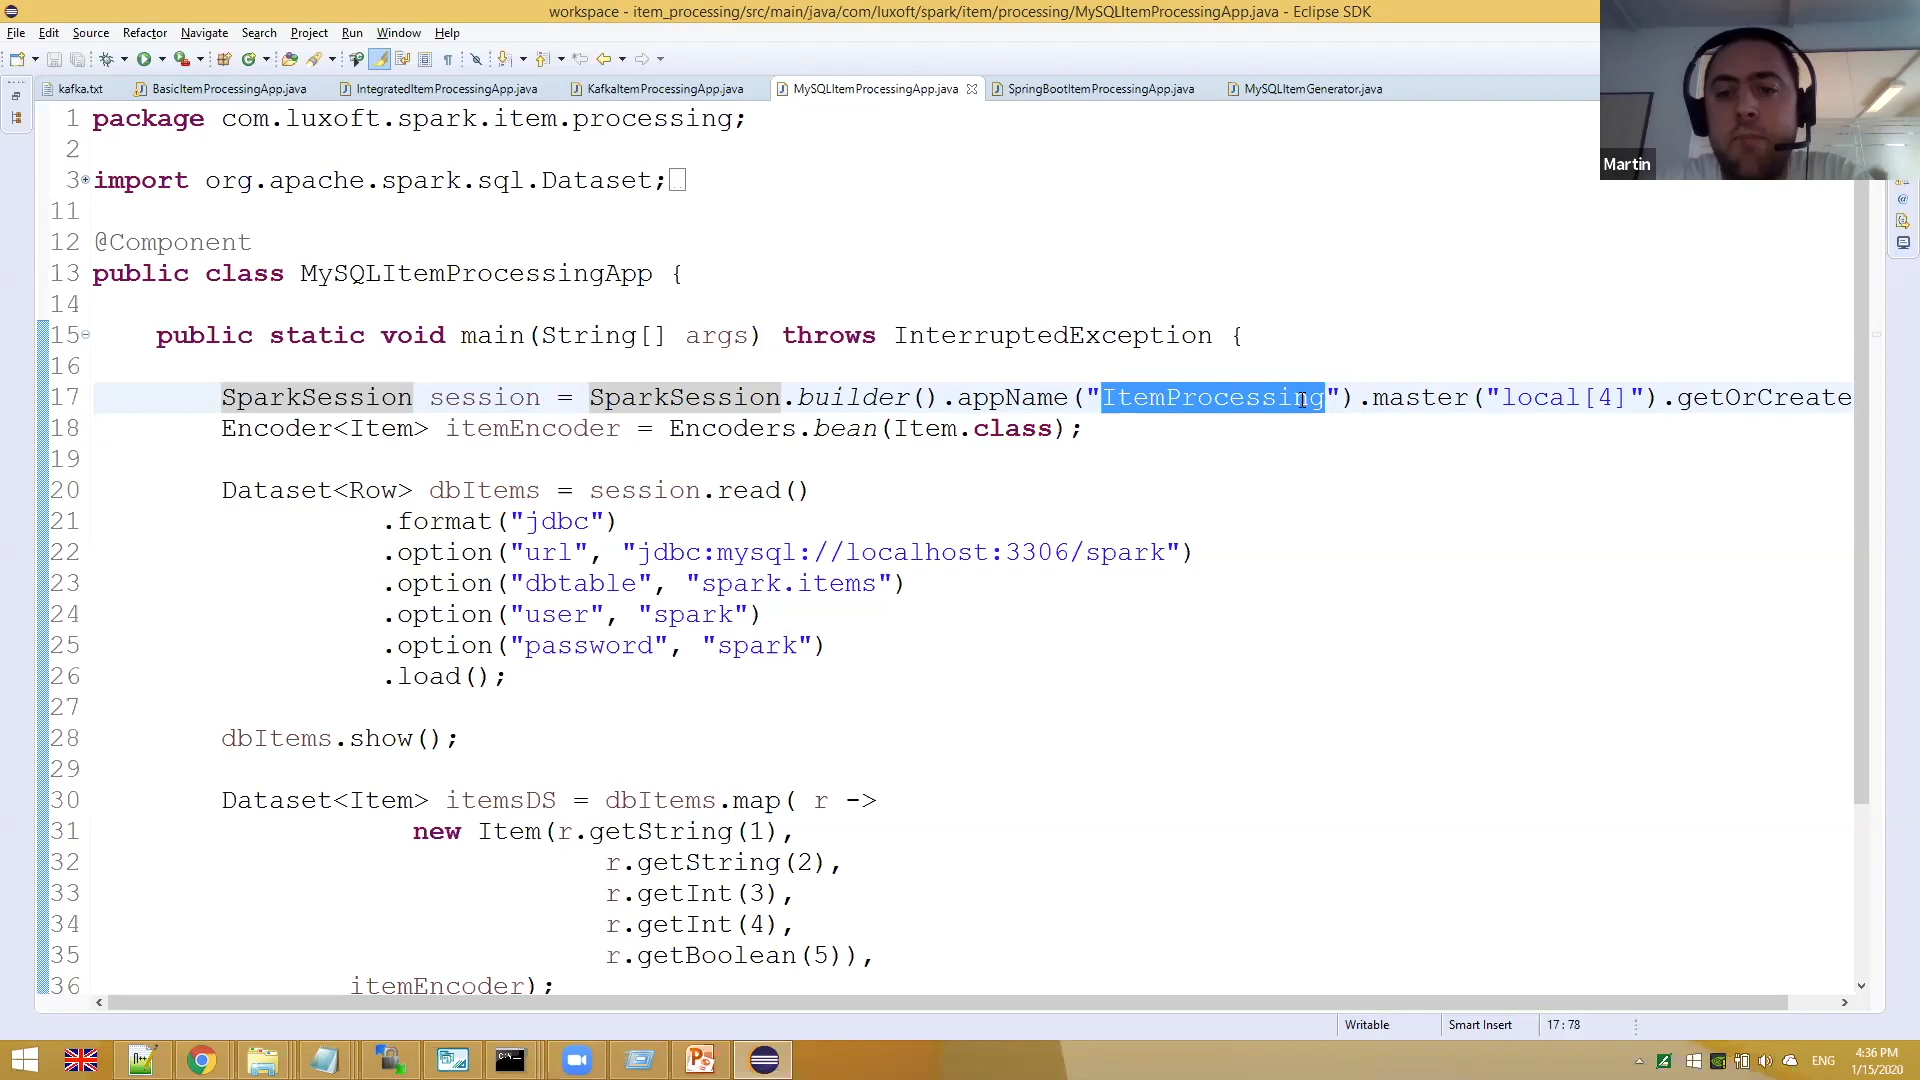 workspace - item_processing/src/main/java/com/luxoft/spark/item/processing/MySQLItemProcessingApp.java - Eclipse SDK
File Edit Source Refactor Navigate Search Project Run Window Help
kafka.txt BasicItemProcessingApp.java IntegratedItemProcessingApp.java KafkaItemProcessingApp.java MySQLItemProcessingApp.java SpringBootItemProcessingApp.java MySQLItemGenerator.java
Martin
1 package com.luxoft.spark.item.processing;
2
3 import org.apache.spark.sql.Dataset;
11
12 @Component
13 public class MySQLItemProcessingApp {
14
15 public static void main(String[] args) throws InterruptedException {
16
17 SparkSession session = SparkSession.builder().appName("ItemProcessing").master("local[4]").getOrCreate
18 Encoder<Item> itemEncoder = Encoders.bean(Item.class);
19
20 Dataset<Row> dbItems = session.read()
21 .format("jdbc")
22 .option("url", "jdbc:mysql://localhost:3306/spark")
23 .option("dbtable", "spark.items")
24 .option("user", "spark")
25 .option("password", "spark")
26 .load();
27
28 dbItems.show();
29
30 Dataset<Item> itemsDS = dbItems.map( r ->
31 new Item(r.getString(1),
32 r.getString(2),
33 r.getInt(3),
34 r.getInt(4),
35 r.getBoolean(5)),
36 itemEncoder);
Writable Smart Insert 17 : 78
ENG 4:36 PM
1/15/2020